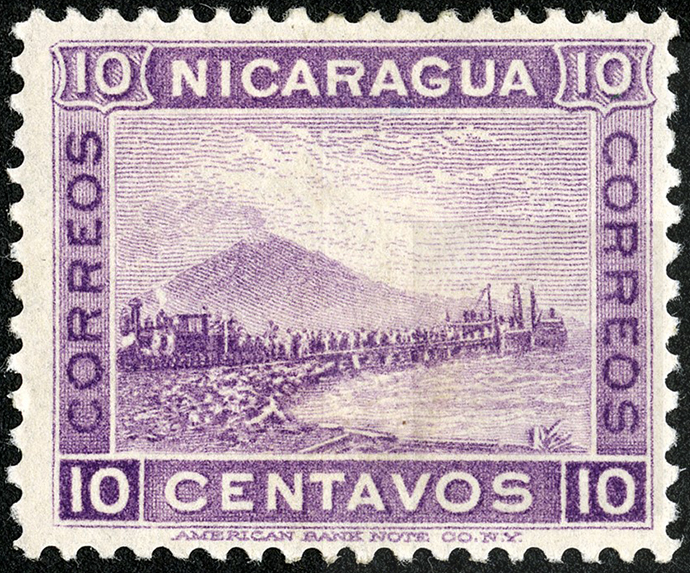 10 NICARAGUA 10
CORREOS
CORREOS
10 CENTAVOS 10
AMERICAN BANK NOTE CO. N.Y.